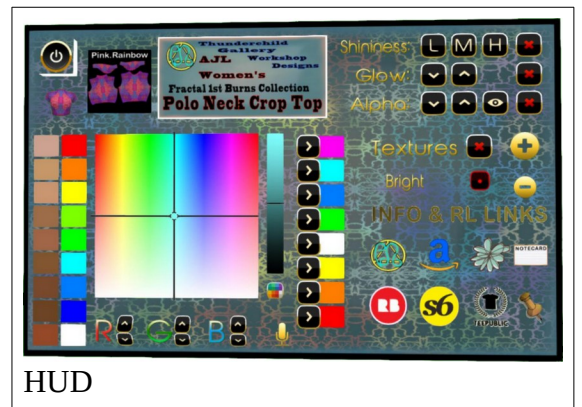 Pink.Rainbow
Thunderchild
Gallery
AJL Workshop
Designs
Women's
Fractal 1st Burns Collection
Polo Neck Crop Top
Shininess: L M H
Glow:
Alpha:
Textures
Bright
INFO & RL LINKS
a
NOTECARD
RB
S6
TEEPUBLIC
R G B
HUD